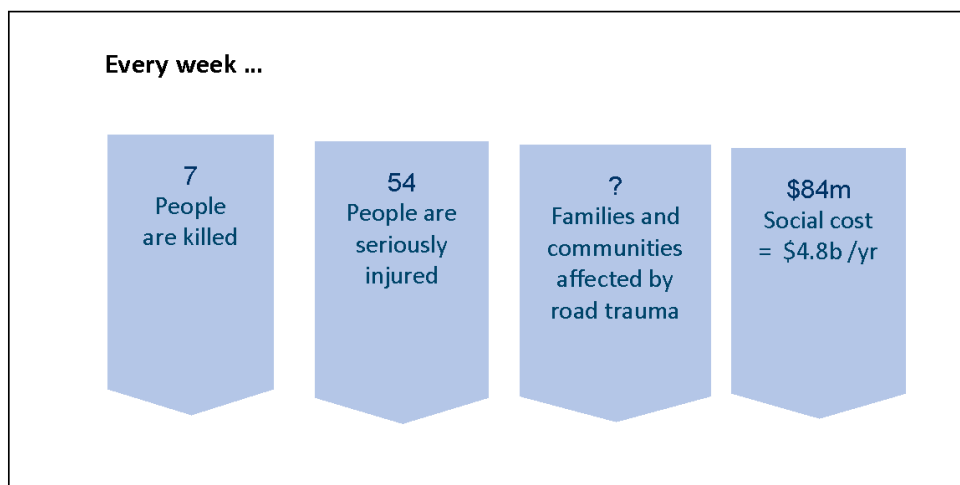 Every week ...
7
People
are killed
54
People are
seriously
injured
?
Families and
communities
affected by
road trauma
$84m
Social cost
= $4.8b /yr